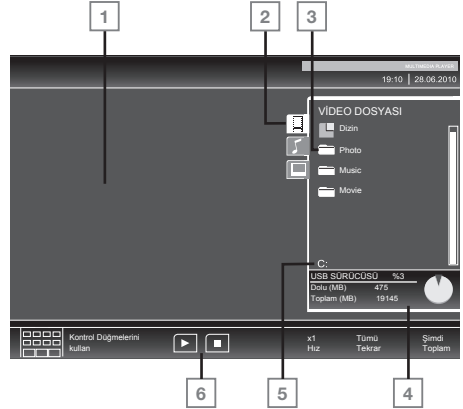 1
2
3
MULTIMEDIA PLAYER
19:10 | 28.06.2010
VİDEO DOSYASI
Dizin
Photo
Music
Movie
C:
USB SÜRÜCÜSÜ %3
Dolu (MB) 475
Toplam (MB) 19145
Kontrol Düğmelerini
kullan
x1
Hız
Tümü
Tekrar
Şimdi
Toplam
6
5
4